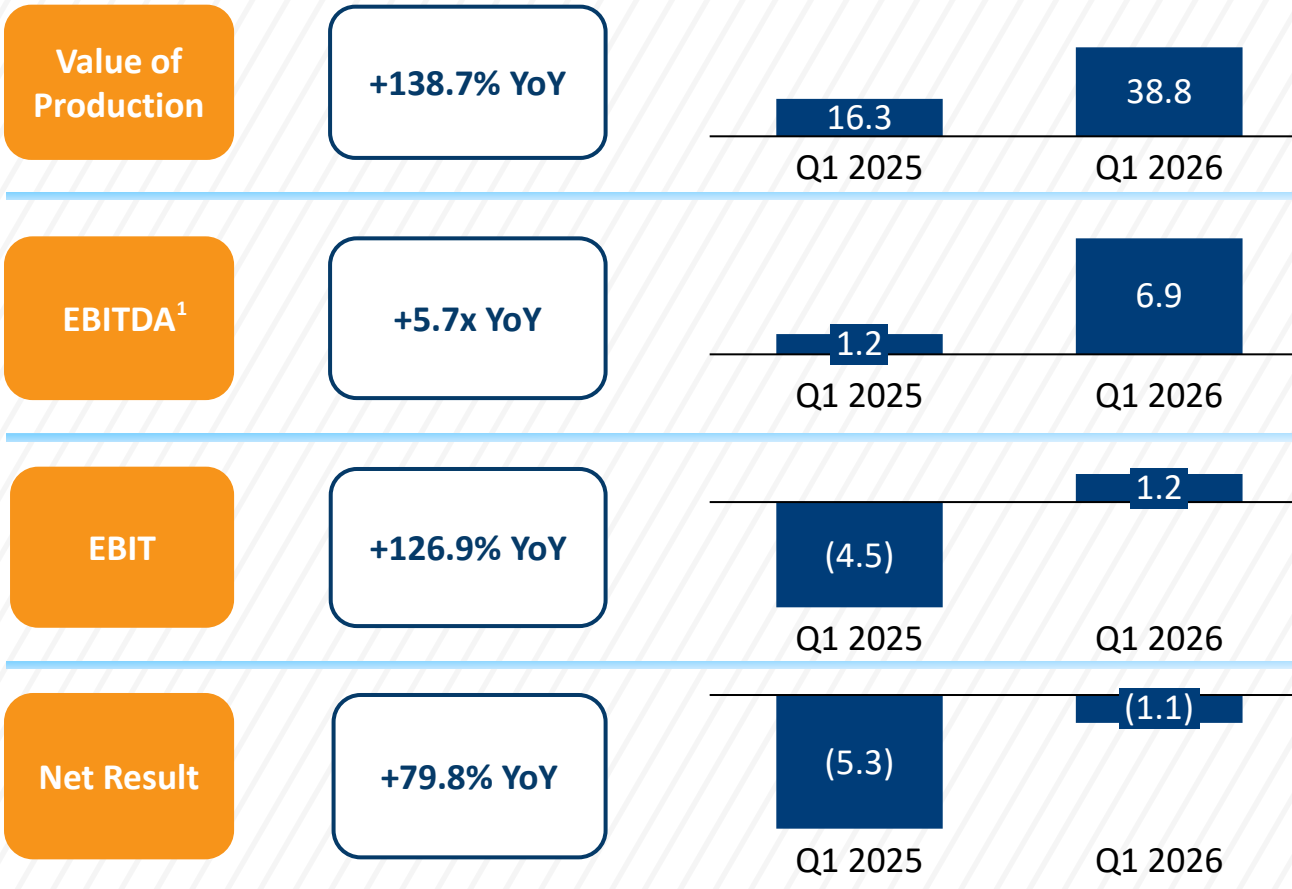 Value of
Production
+138.7% YoY
16.3
38.8
Q1 2025
Q1 2026
EBITDA¹
+5.7x YoY
1.2
6.9
Q1 2025
Q1 2026
EBIT
+126.9% YoY
(4.5)
1.2
Q1 2025
Q1 2026
Net Result
+79.8% YoY
(5.3)
(1.1)
Q1 2025
Q1 2026